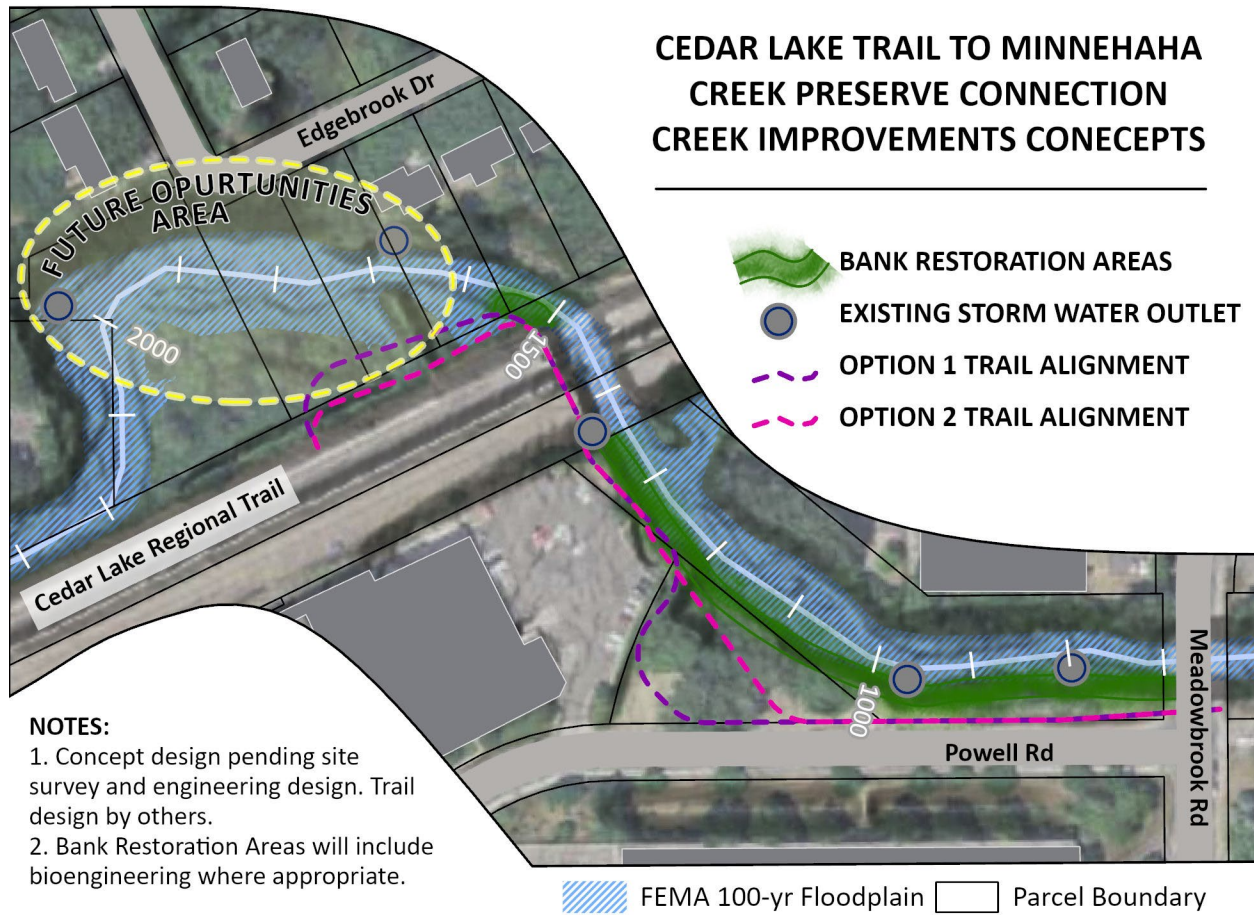 CEDAR LAKE TRAIL TO MINNEHAHA
CREEK PRESERVE CONNECTION
CREEK IMPROVEMENTS CONECEPTS
BANK RESTORATION AREAS
EXISTING STORM WATER OUTLET
OPTION 1 TRAIL ALIGNMENT
OPTION 2 TRAIL ALIGNMENT
Edgebrook Dr
FUTURE OPURTUNITIES
AREA
2000
1500
Cedar Lake Regional Trail
1000
Powell Rd
Meadowbrook Rd
NOTES:
1. Concept design pending site
survey and engineering design. Trail
design by others.
2. Bank Restoration Areas will include
bioengineering where appropriate.
FEMA 100-yr Floodplain
Parcel Boundary